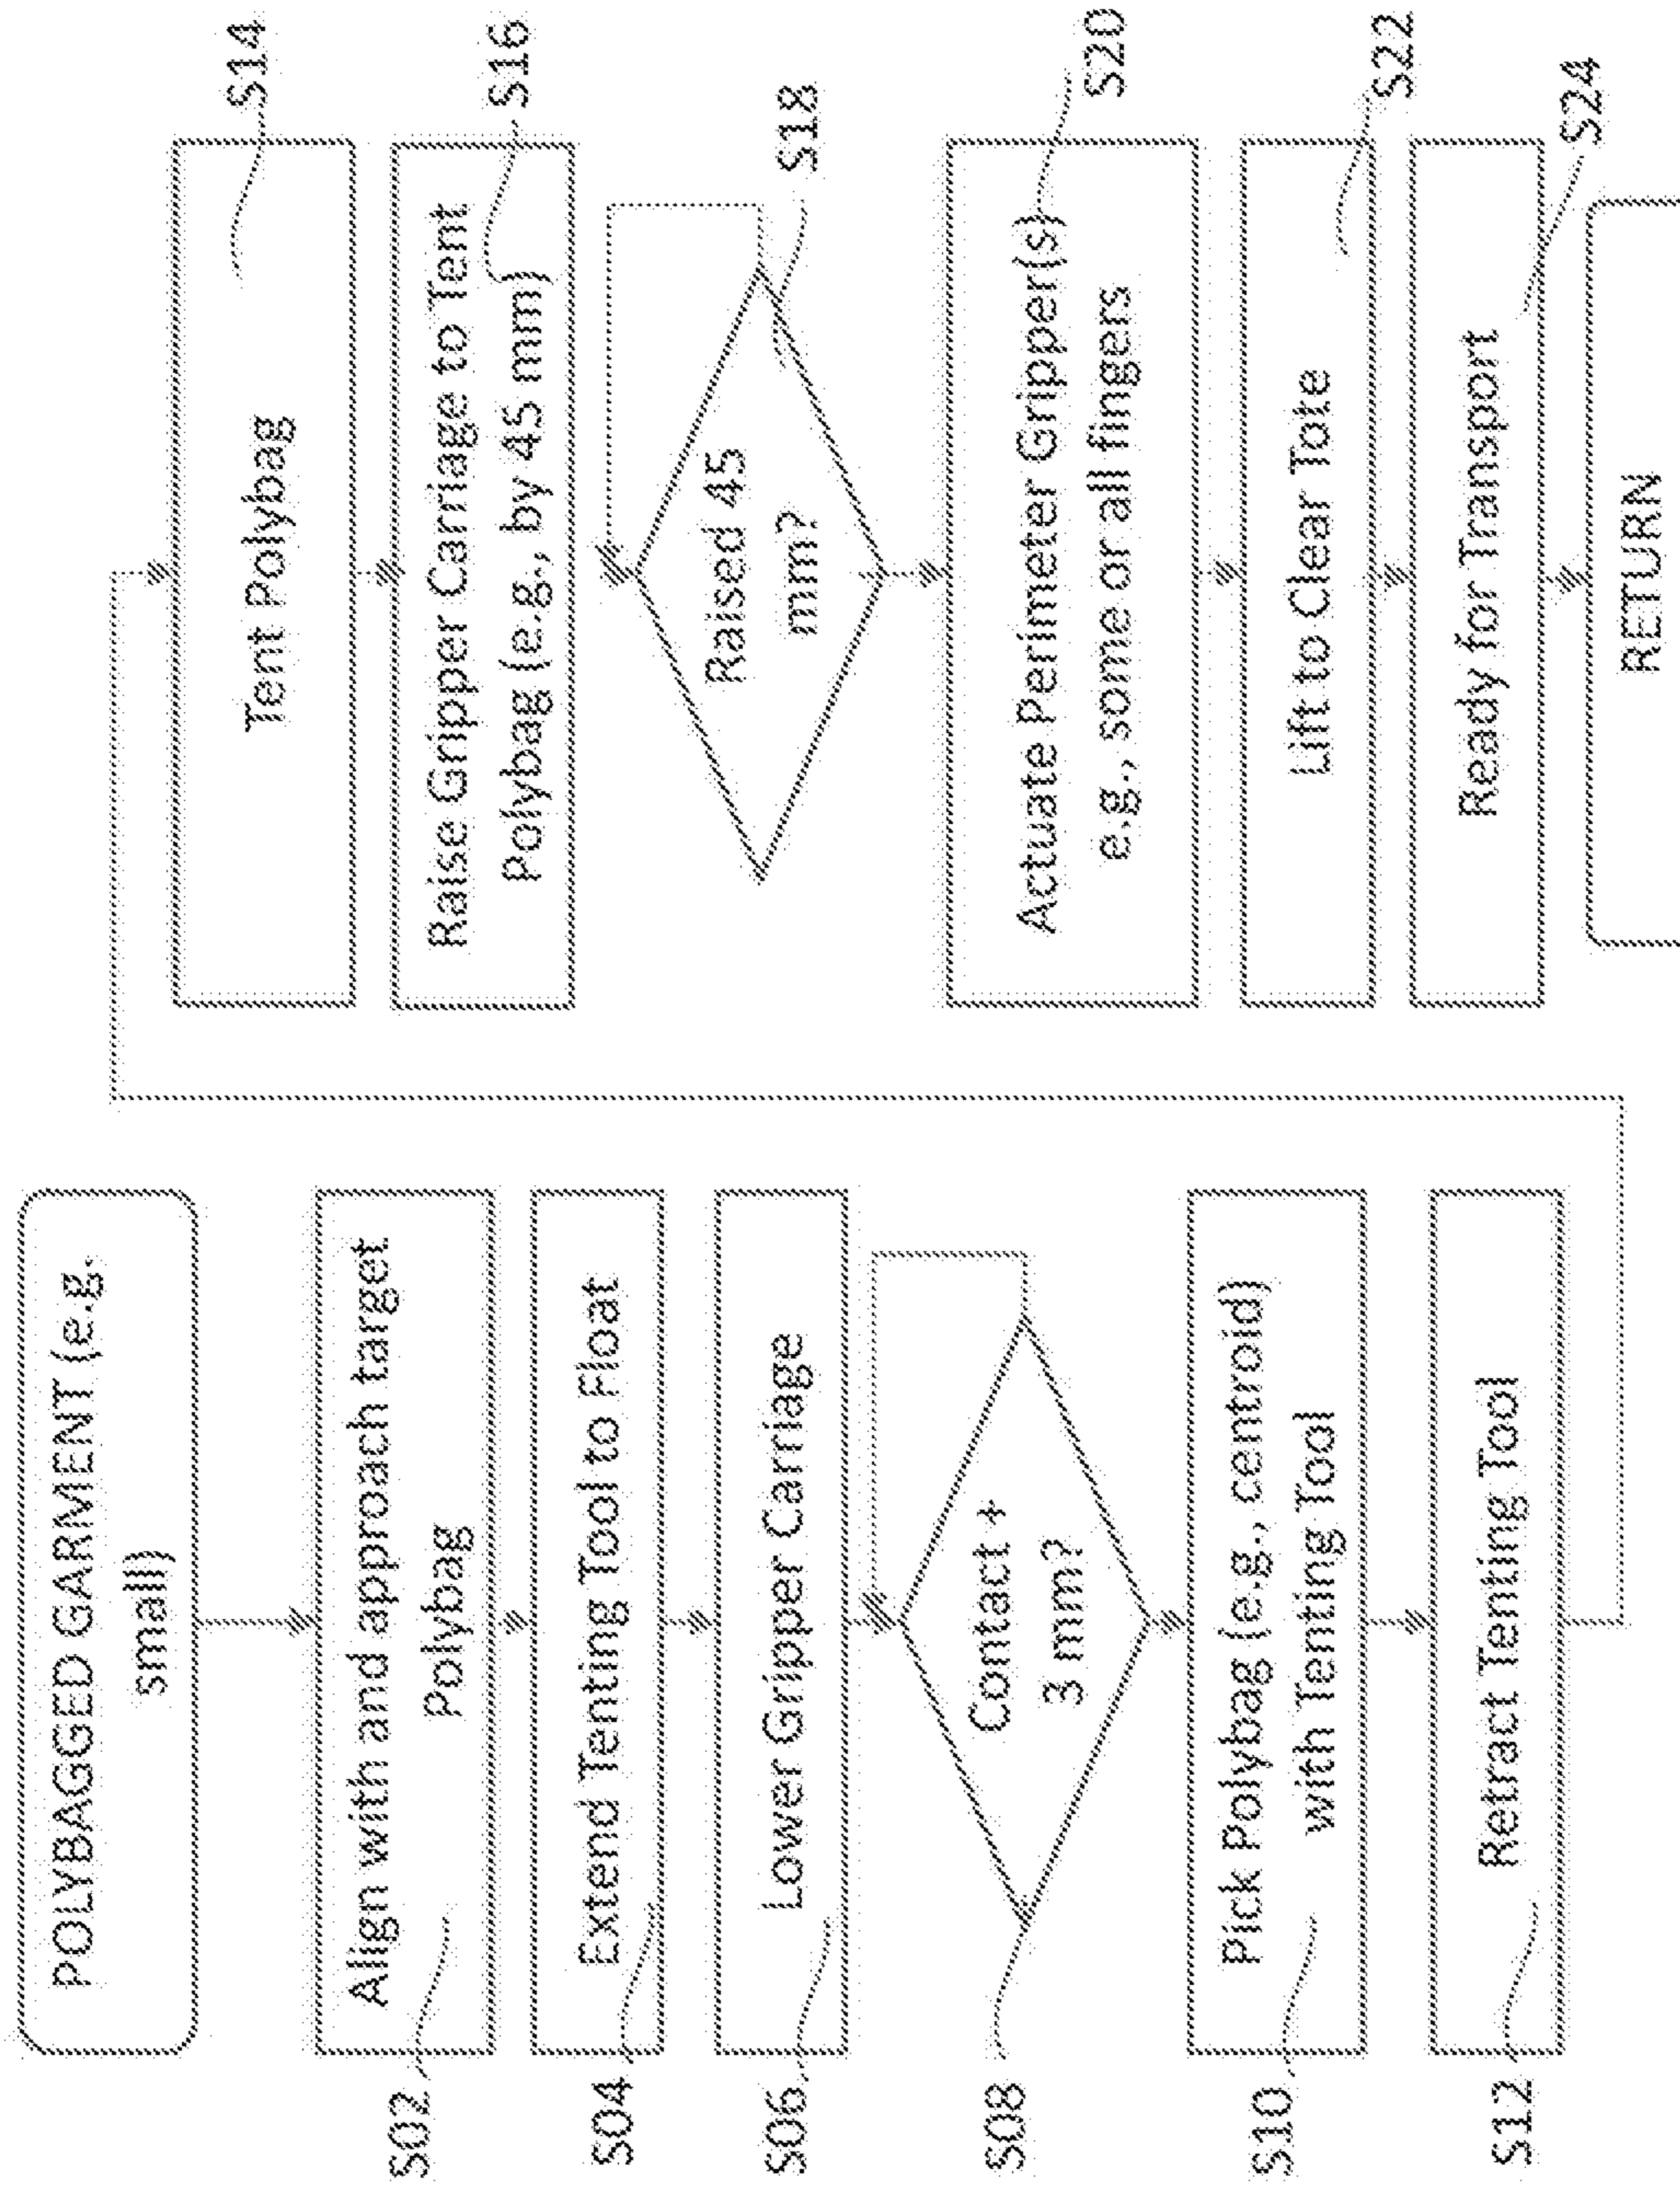 POLYBAGGED GARMENT (e.g.
small)
S02
Align with and approach target
Polybag
S04
Extend Tenting Tool to Float
S06
Lower Gripper Carriage
S08
Contact +
3 mm?
S10
Pick Polybag (e.g., centroid)
with Tenting Tool
S12
Retract Tenting Tool
S14
Tent Polybag
S16
Raise Gripper Carriage to Tent
Polybag (e.g., by 45 mm)
S18
Raised 45
mm?
S20
Actuate Perimeter Gripper(s)
e.g., some or all fingers
S22
Lift to Clear Tote
S24
Ready for Transport
RETURN